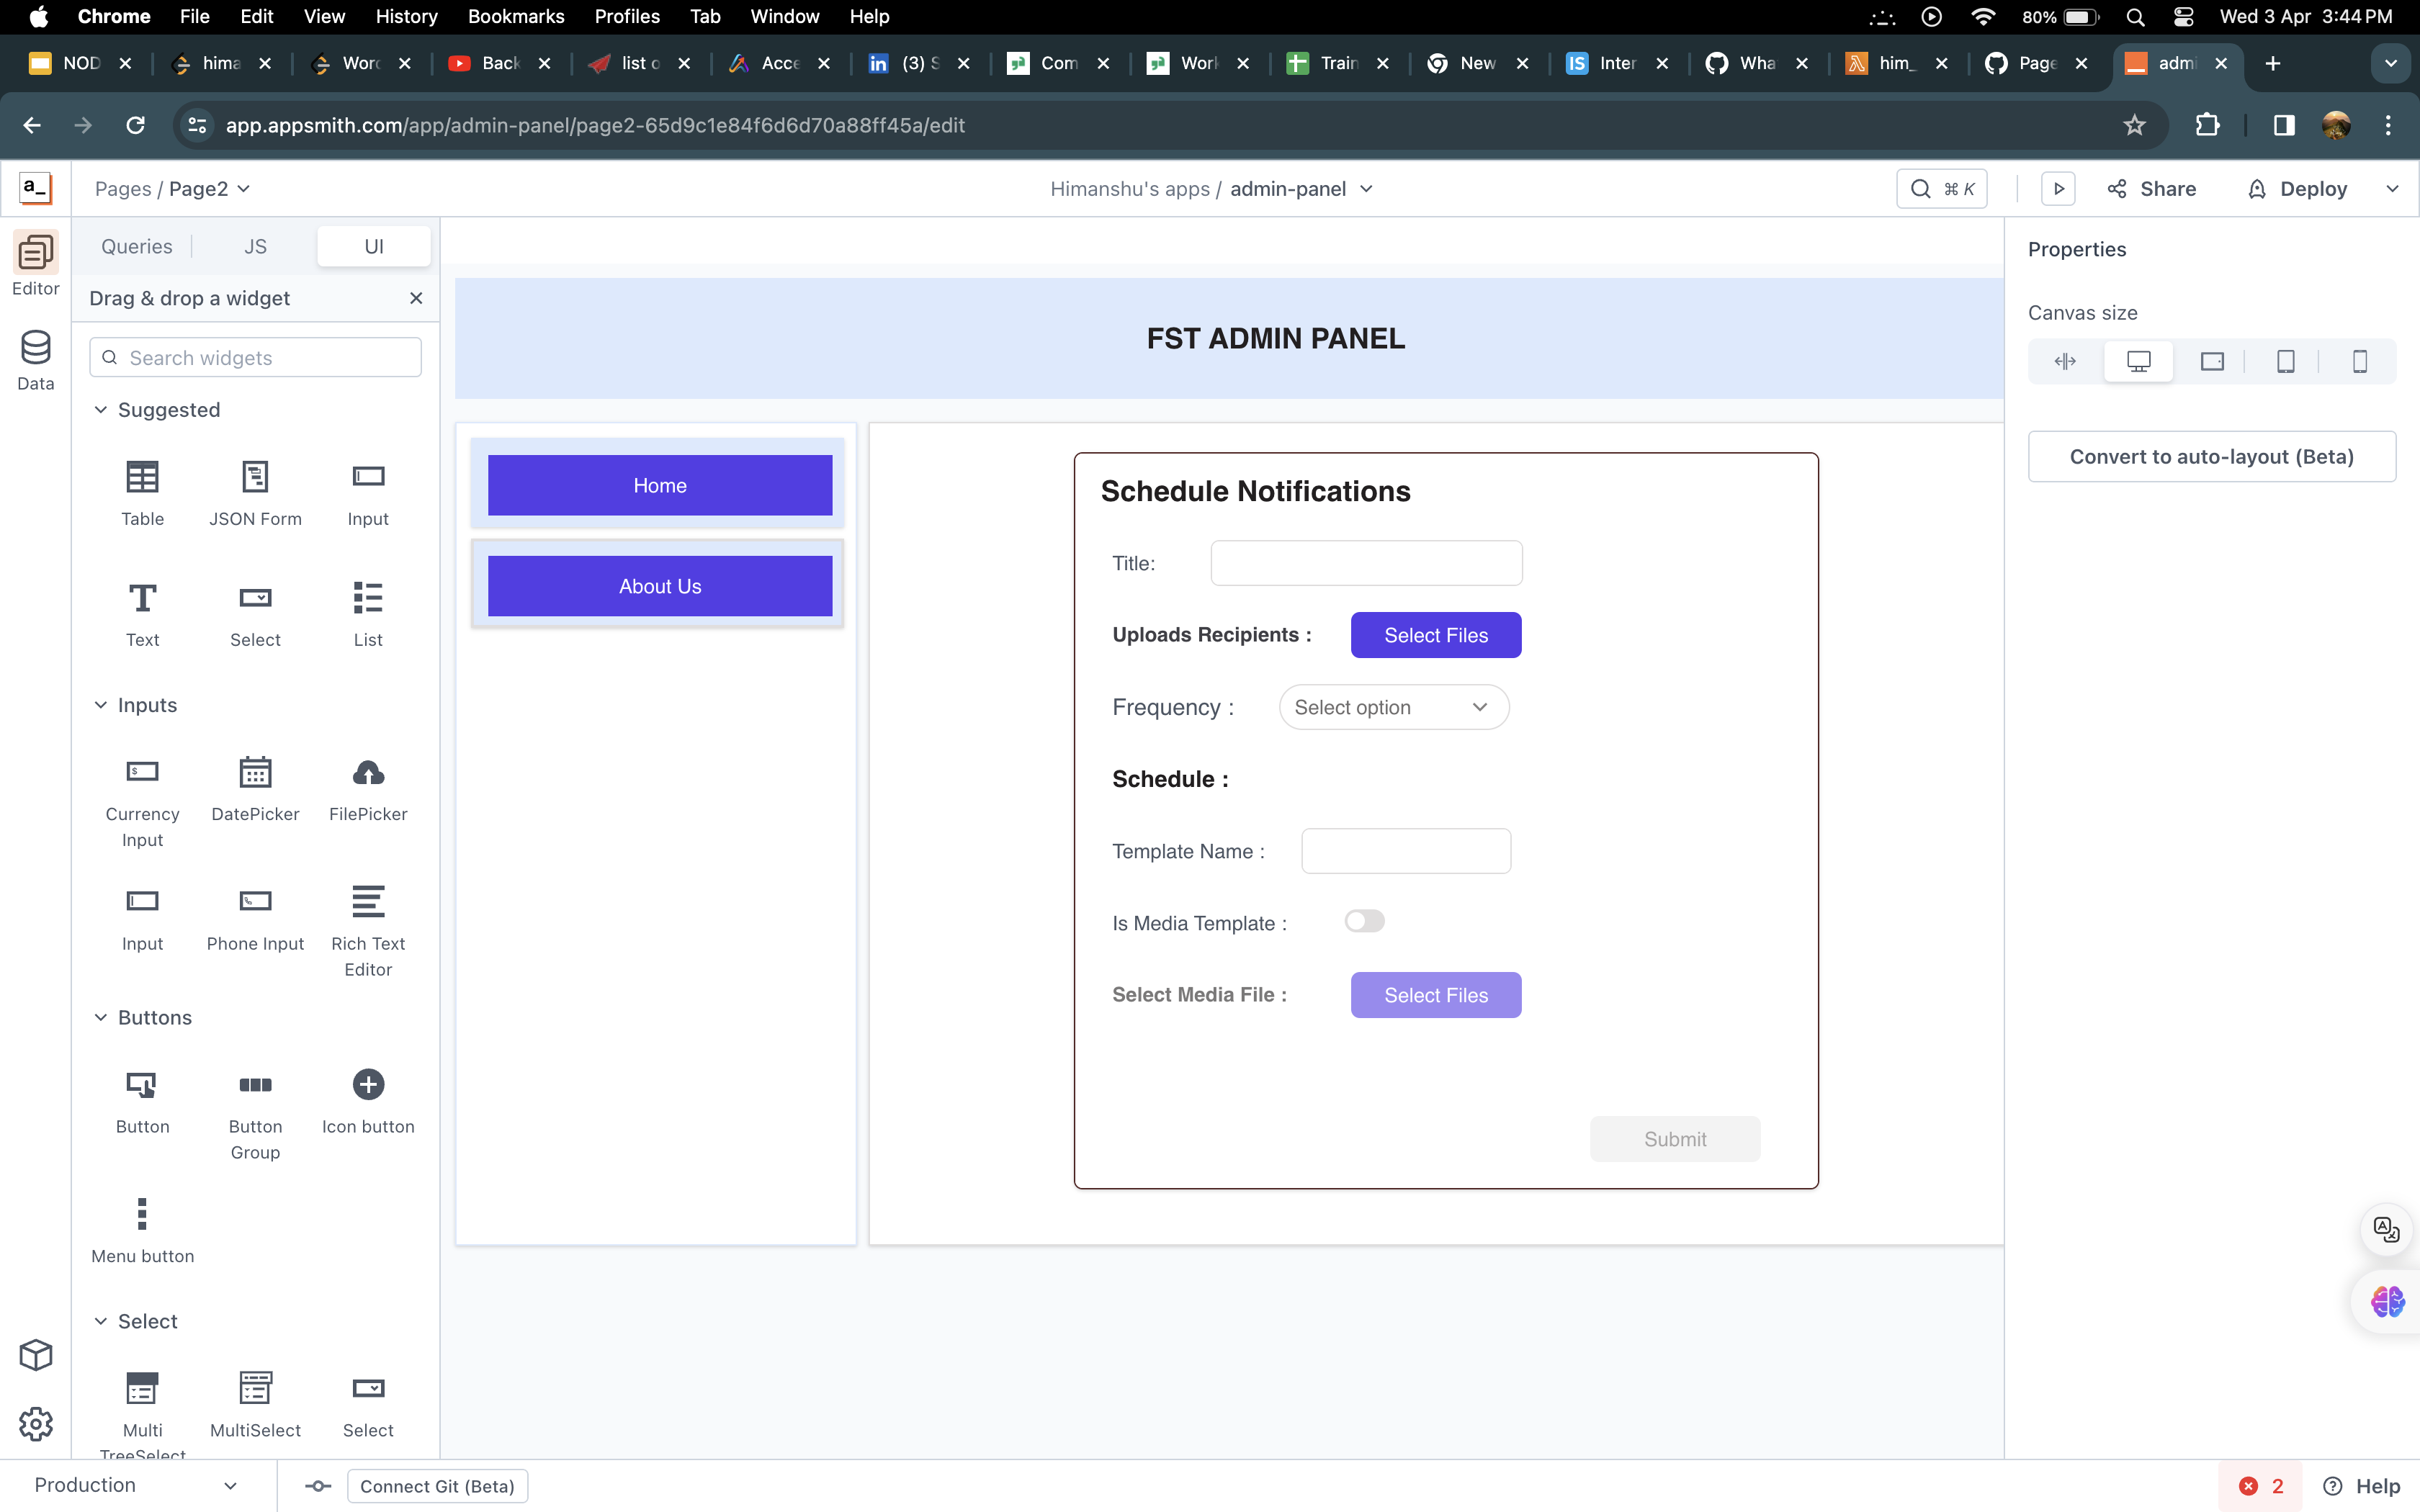 Chrome File Edit View History Bookmarks Profiles Tab Window Help 80% Wed 3 Apr 3:44 PM
NOD hima Word Back list o Acce in (3) S Com Work Train New IS Inter Wha him_ Page admi
app.appsmith.com/app/admin-panel/page2-65d9c1e84f6d6d70a88ff45a/edit
a_ Pages / Page2 Himanshu's apps / admin-panel ⌘ K Share Deploy
Queries JS UI
Editor
Data
Drag & drop a widget
Search widgets
Suggested
Table JSON Form Input
Text Select List
Inputs
Currency Input DatePicker FilePicker
Input Phone Input Rich Text Editor
Buttons
Button Button Group Icon button
Menu button
Select
Multi TreeSelect MultiSelect Select
FST ADMIN PANEL
Home
About Us
Schedule Notifications
Title:
Uploads Recipients : Select Files
Frequency : Select option
Schedule :
Template Name :
Is Media Template :
Select Media File : Select Files
Submit
Properties
Canvas size
Convert to auto-layout (Beta)
Production Connect Git (Beta) 2 Help